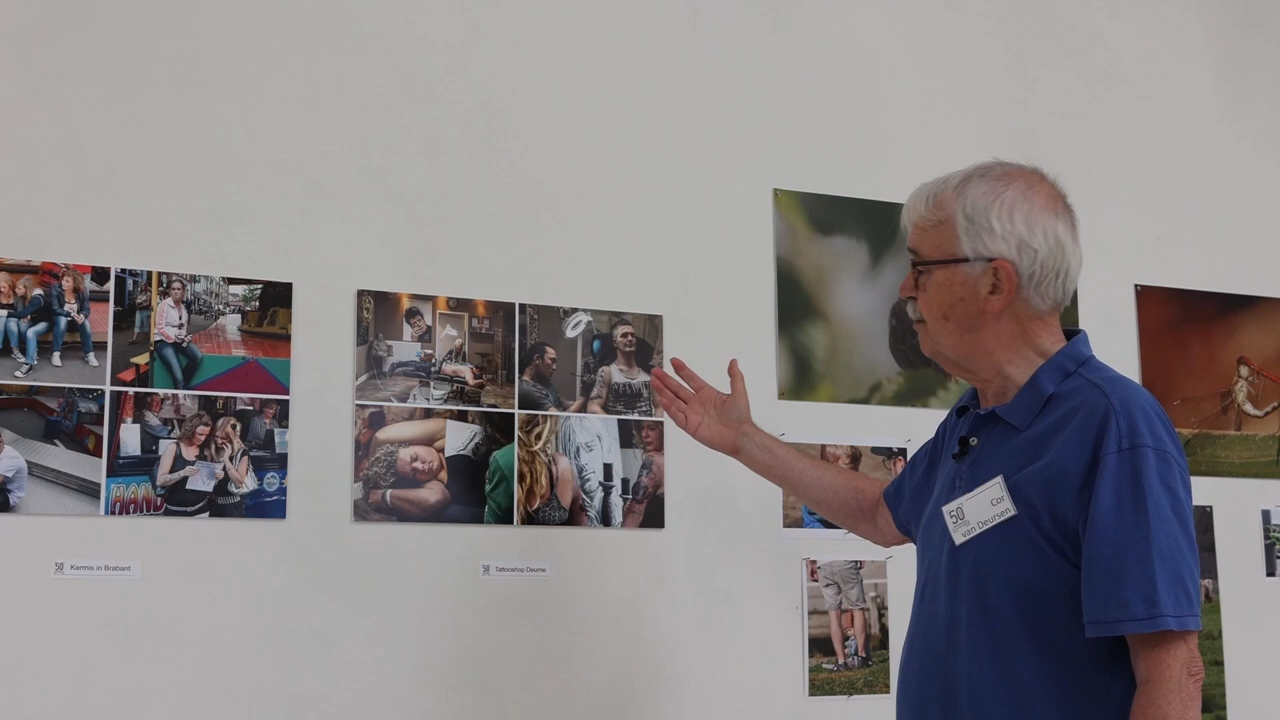 HAND
50
Kermis in Brabant
50
Tattooshop Deurne
50
Cor
van Deursen